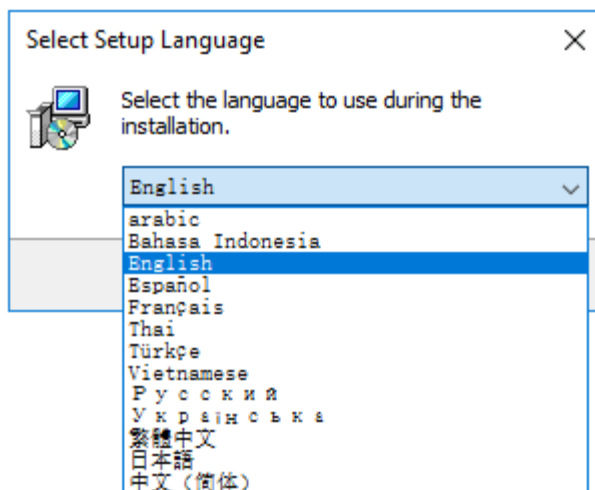 Select Setup Language
Select the language to use during the
installation.
English
arabic
Bahasa Indonesia
English
Español
Français
Thai
Türkçe
Vietnamese
Русский
Українська
繁體中文
日本語
中文（简体）